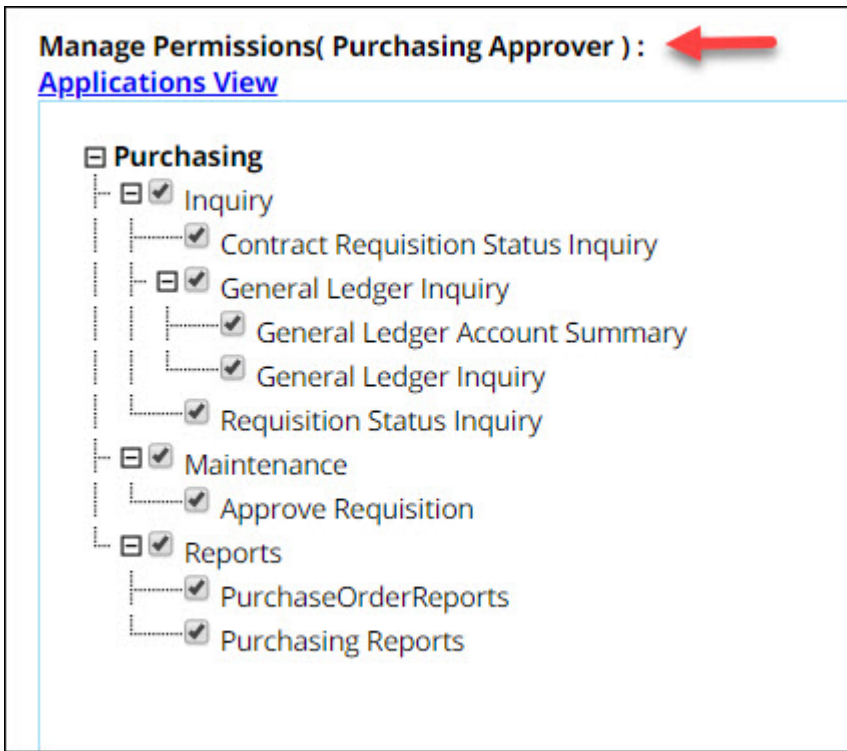 Manage Permissions( Purchasing Approver ) :
Applications View
Purchasing
Inquiry
Contract Requisition Status Inquiry
General Ledger Inquiry
General Ledger Account Summary
General Ledger Inquiry
Requisition Status Inquiry
Maintenance
Approve Requisition
Reports
PurchaseOrderReports
Purchasing Reports